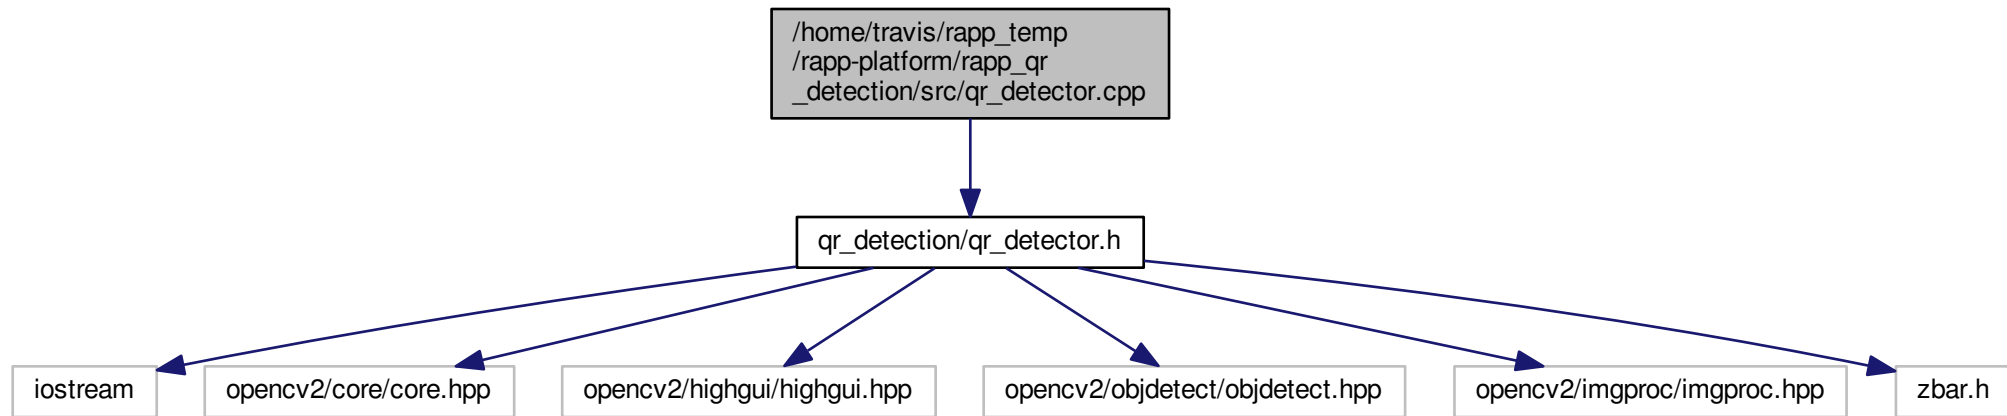 /home/travis/rapp_temp
/rapp-platform/rapp_qr
_detection/src/qr_detector.cpp
qr_detection/qr_detector.h
iostream
opencv2/core/core.hpp
opencv2/highgui/highgui.hpp
opencv2/objdetect/objdetect.hpp
opencv2/imgproc/imgproc.hpp
zbar.h